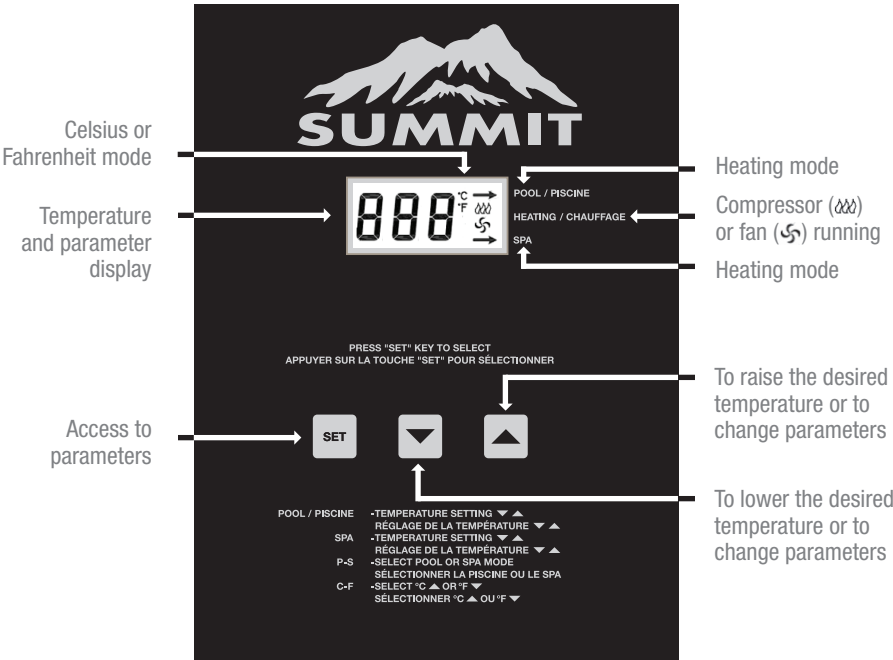 SUMMIT
Celsius or
Fahrenheit mode
Temperature
and parameter
display
888 °C
°F
POOL / PISCINE
HEATING / CHAUFFAGE
SPA
Heating mode
Compressor ( )
or fan ( ) running
Heating mode
PRESS "SET" KEY TO SELECT
APPUYER SUR LA TOUCHE "SET" POUR SÉLECTIONNER
To raise the desired
temperature or to
change parameters
Access to
parameters
SET
▼
▲
To lower the desired
temperature or to
change parameters
POOL / PISCINE -TEMPERATURE SETTING ▼ ▲
RÉGLAGE DE LA TEMPÉRATURE ▼ ▲
SPA -TEMPERATURE SETTING ▼ ▲
RÉGLAGE DE LA TEMPÉRATURE ▼ ▲
P-S -SELECT POOL OR SPA MODE
SÉLECTIONNER LA PISCINE OU LE SPA
C-F -SELECT °C ▲ OR °F ▼
SÉLECTIONNER °C ▲ OU °F ▼